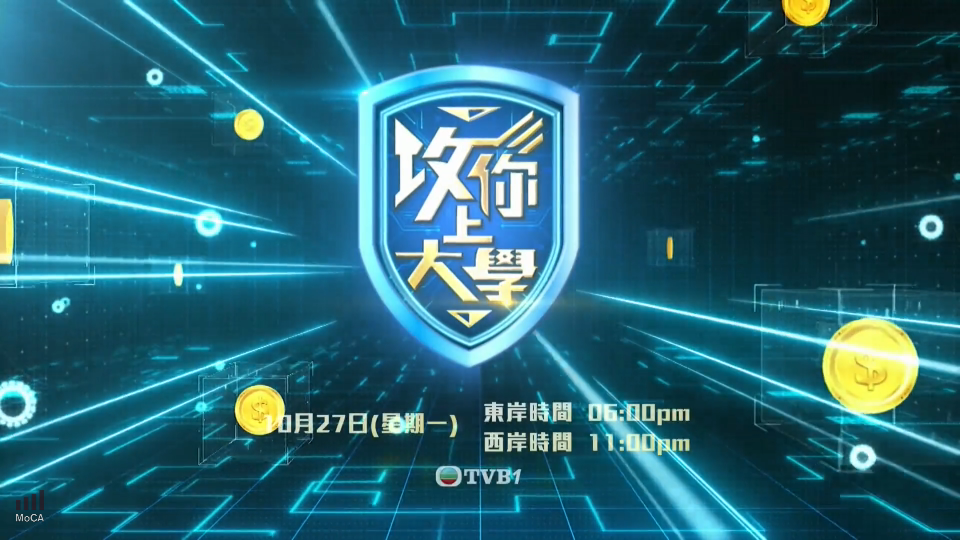 攻你
上
大學
10月27日(星期一)
東岸時間 06:00pm
西岸時間 11:00pm
TVB1
MoCA